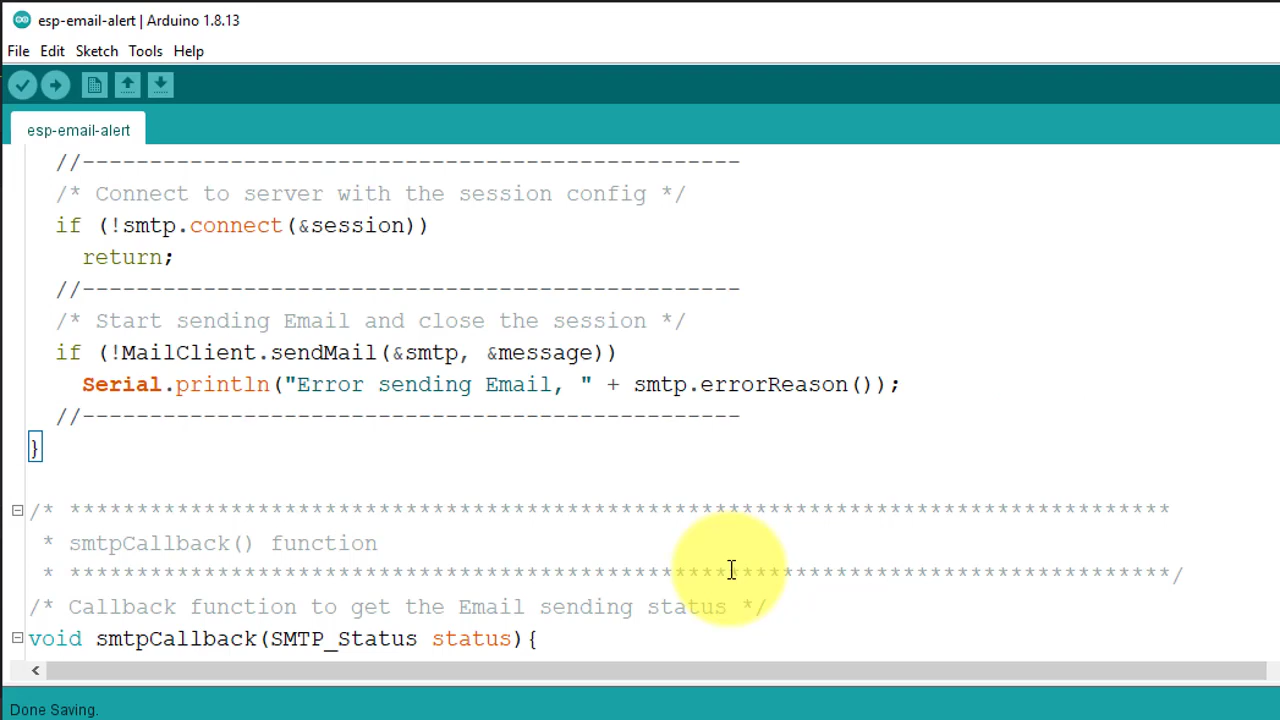 esp-email-alert | Arduino 1.8.13
File Edit Sketch Tools Help
esp-email-alert
//-------------------------------------------------
/* Connect to server with the session config */
if (!smtp.connect(&session))
return;
//-------------------------------------------------
/* Start sending Email and close the session */
if (!MailClient.sendMail(&smtp, &message))
Serial.println("Error sending Email, " + smtp.errorReason());
//-------------------------------------------------
}
/* **********************************************************************************
* smtpCallback() function
* **********************************************************************************/
/* Callback function to get the Email sending status */
void smtpCallback(SMTP_Status status){
Done Saving.